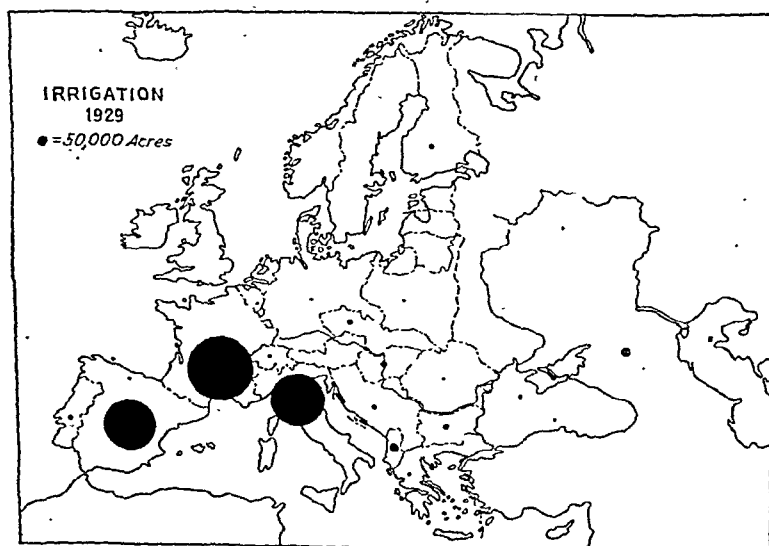 IRRIGATION
1929
● = 50,000 Acres